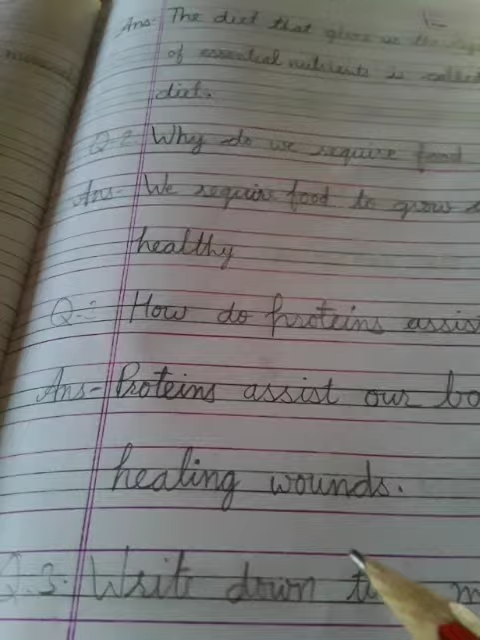 Ans: The diet that gives us the
of essential nutrients is called
diet.
Q.2 Why do we require food
Ans- We require food to grow
healthy
Q.: How do proteins assis
Ans- Proteins assist our bo
healing wounds.
Q.3. Write down